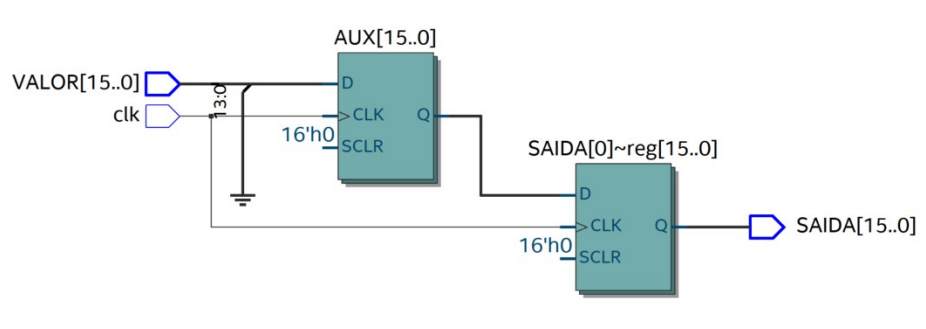 AUX[15..0]
VALOR[15..0]
13:0
D
clk
CLK
Q
16'h0
SCLR
SAIDA[0]~reg[15..0]
D
CLK
Q
SAIDA[15..0]
16'h0
SCLR